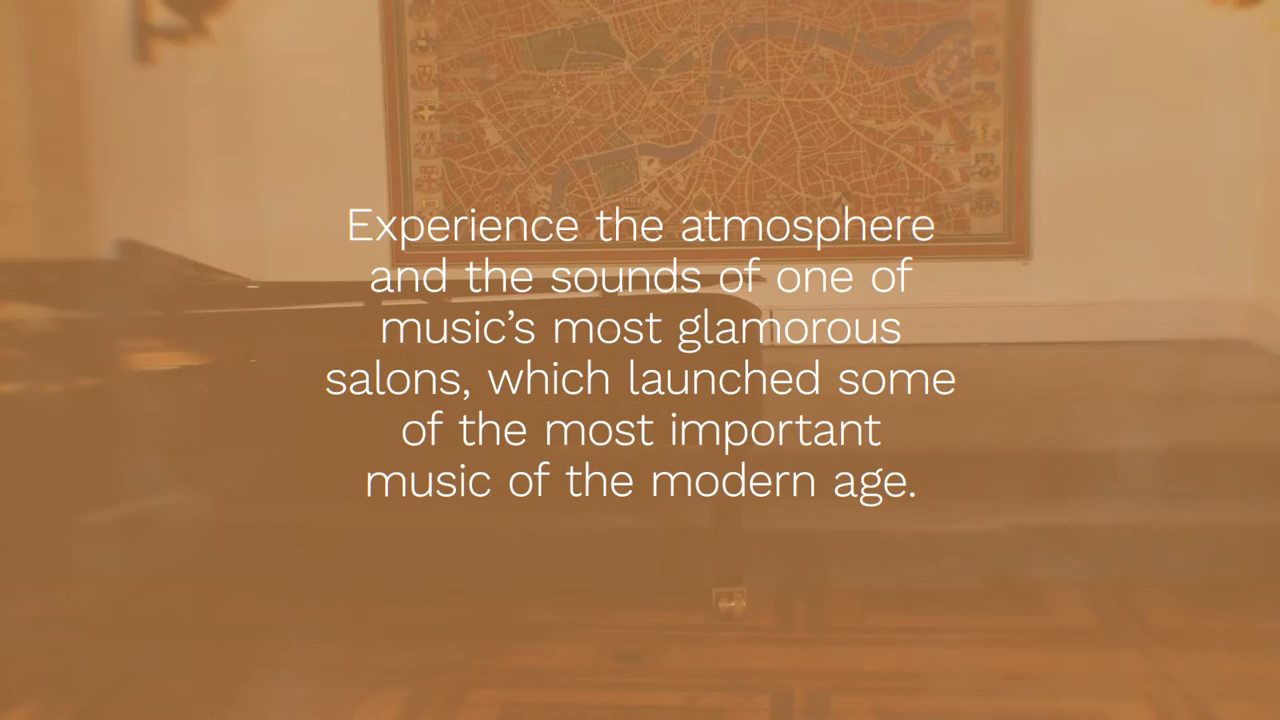 Experience the atmosphere
and the sounds of one of
music’s most glamorous
salons, which launched some
of the most important
music of the modern age.